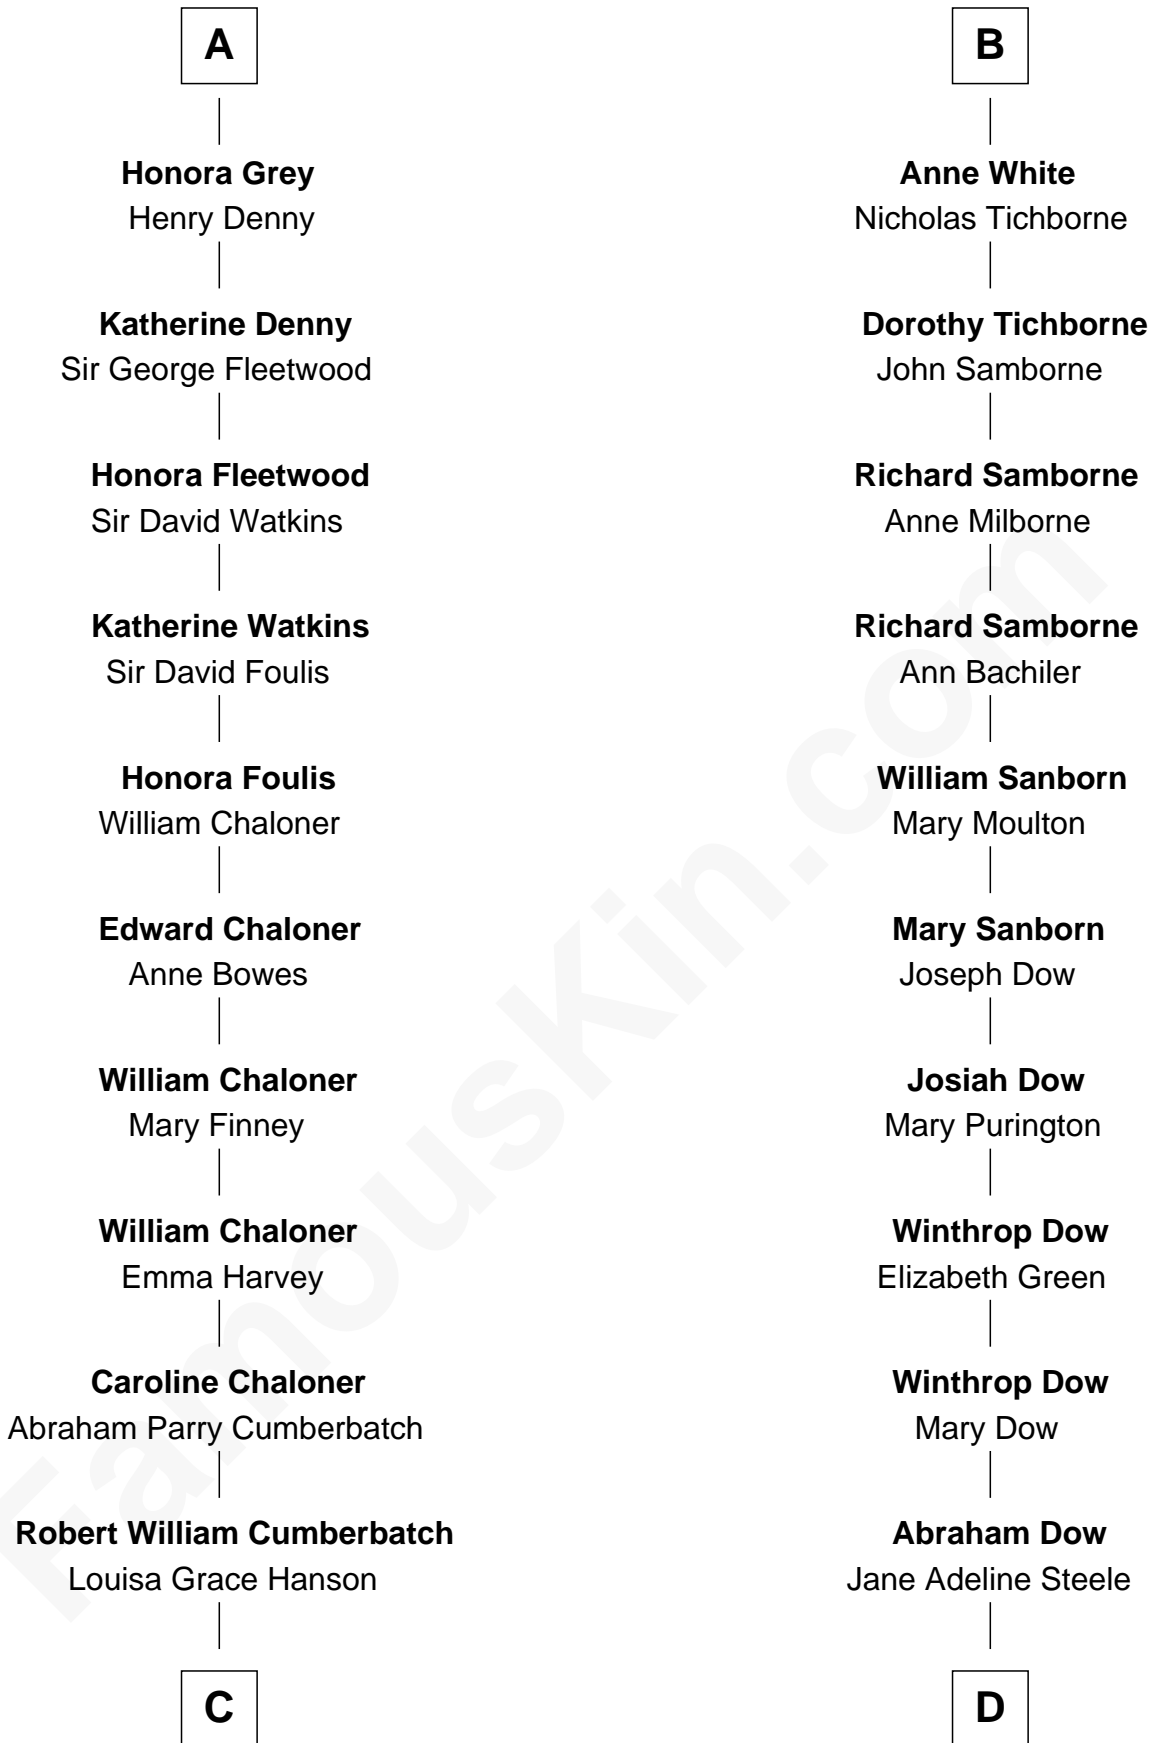 A
Honora Grey
Henry Denny
Katherine Denny
Sir George Fleetwood
Honora Fleetwood
Sir David Watkins
Katherine Watkins
Sir David Foulis
Honora Foulis
William Chaloner
Edward Chaloner
Anne Bowes
William Chaloner
Mary Finney
William Chaloner
Emma Harvey
Caroline Chaloner
Abraham Parry Cumberbatch
Robert William Cumberbatch
Louisa Grace Hanson
C
B
Anne White
Nicholas Tichborne
Dorothy Tichborne
John Samborne
Richard Samborne
Anne Milborne
Richard Samborne
Ann Bachiler
William Sanborn
Mary Moulton
Mary Sanborn
Joseph Dow
Josiah Dow
Mary Purington
Winthrop Dow
Elizabeth Green
Winthrop Dow
Mary Dow
Abraham Dow
Jane Adeline Steele
D
FamousKin.com